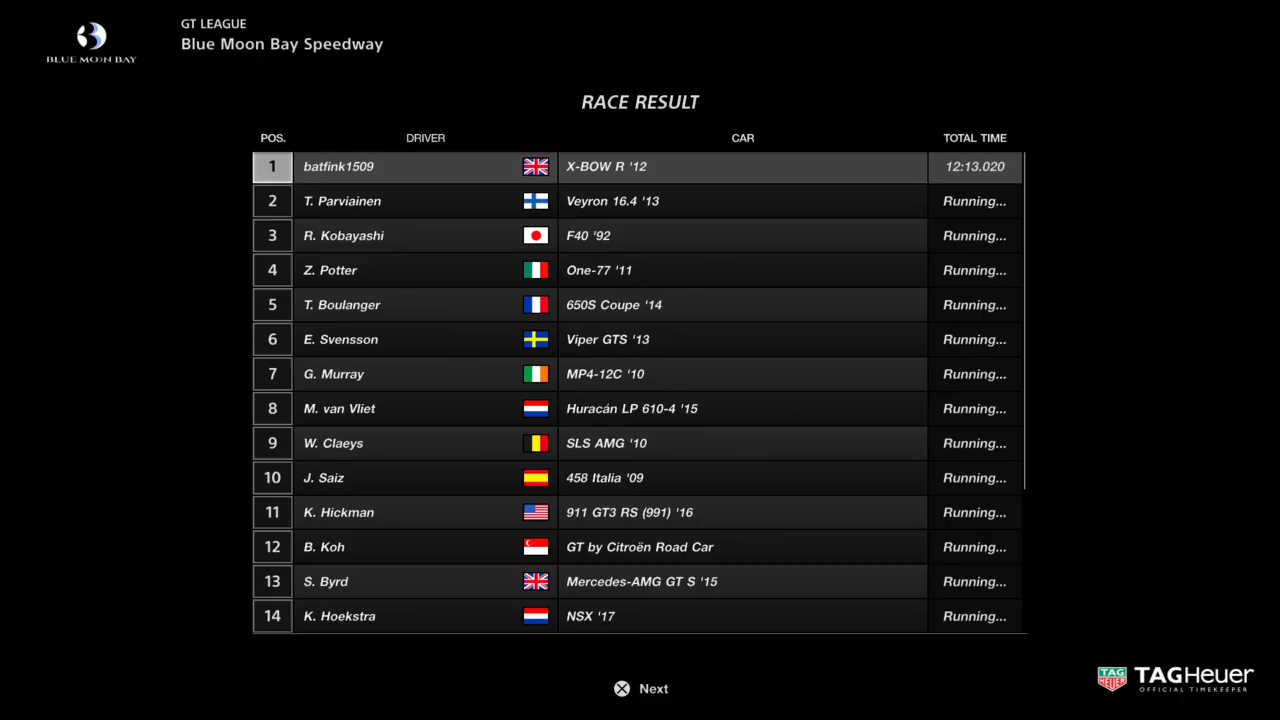 GT LEAGUE
Blue Moon Bay Speedway
BLUE MOON BAY
RACE RESULT
POS. DRIVER CAR TOTAL TIME
1 batfink1509 X-BOW R '12 12:13.020
2 T. Parviainen Veyron 16.4 '13 Running...
3 R. Kobayashi F40 '92 Running...
4 Z. Potter One-77 '11 Running...
5 T. Boulanger 650S Coupe '14 Running...
6 E. Svensson Viper GTS '13 Running...
7 G. Murray MP4-12C '10 Running...
8 M. van Vliet Huracán LP 610-4 '15 Running...
9 W. Claeys SLS AMG '10 Running...
10 J. Saiz 458 Italia '09 Running...
11 K. Hickman 911 GT3 RS (991) '16 Running...
12 B. Koh GT by Citroën Road Car Running...
13 S. Byrd Mercedes-AMG GT S '15 Running...
14 K. Hoekstra NSX '17 Running...
Next
TAG HEUER TAGHeuer
OFFICIAL TIMEKEEPER